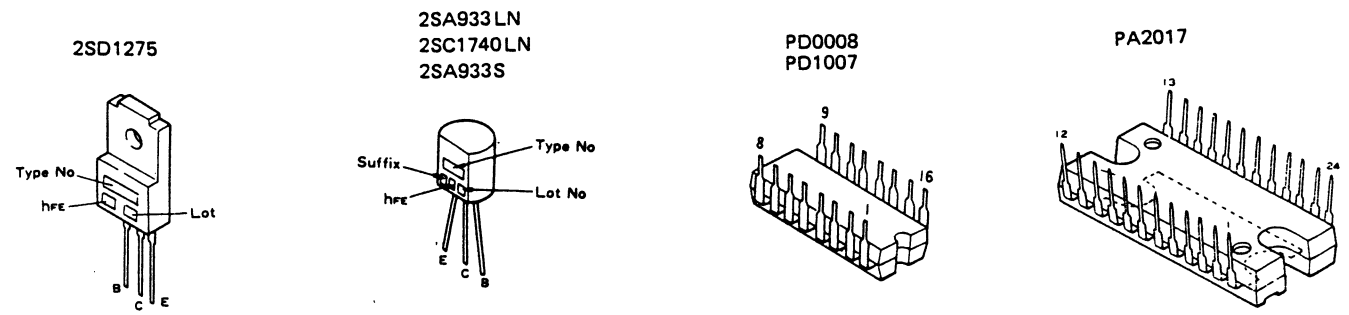 2SD1275
Type No
hFE
Lot
B
C
E
2SA933LN
2SC1740LN
2SA933S
Suffix
hFE
Type No
Lot No
E
C
B
PD0008
PD1007
8
9
1
16
PA2017
12
13
1
24